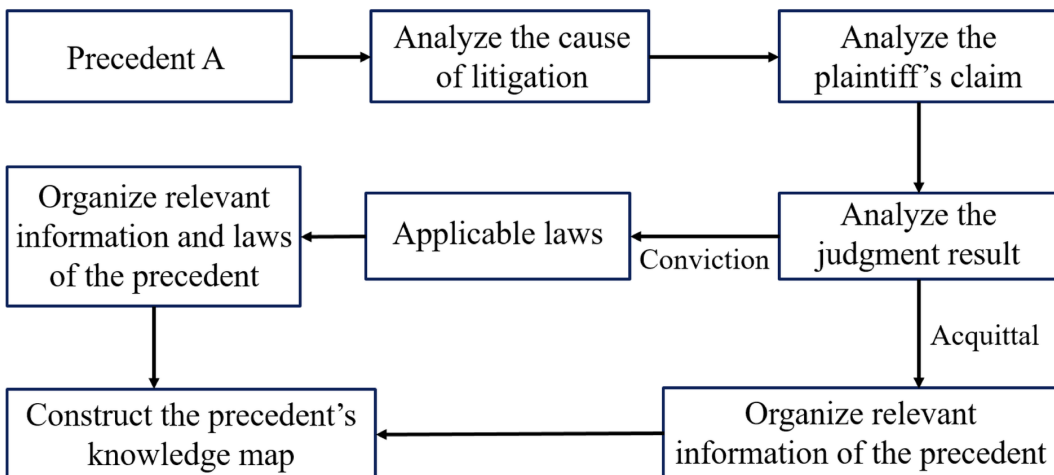 Precedent A
Analyze the cause
of litigation
Analyze the
plaintiff’s claim
Analyze the
judgment result
Conviction
Applicable laws
Organize relevant
information and laws
of the precedent
Acquittal
Organize relevant
information of the precedent
Construct the precedent’s
knowledge map